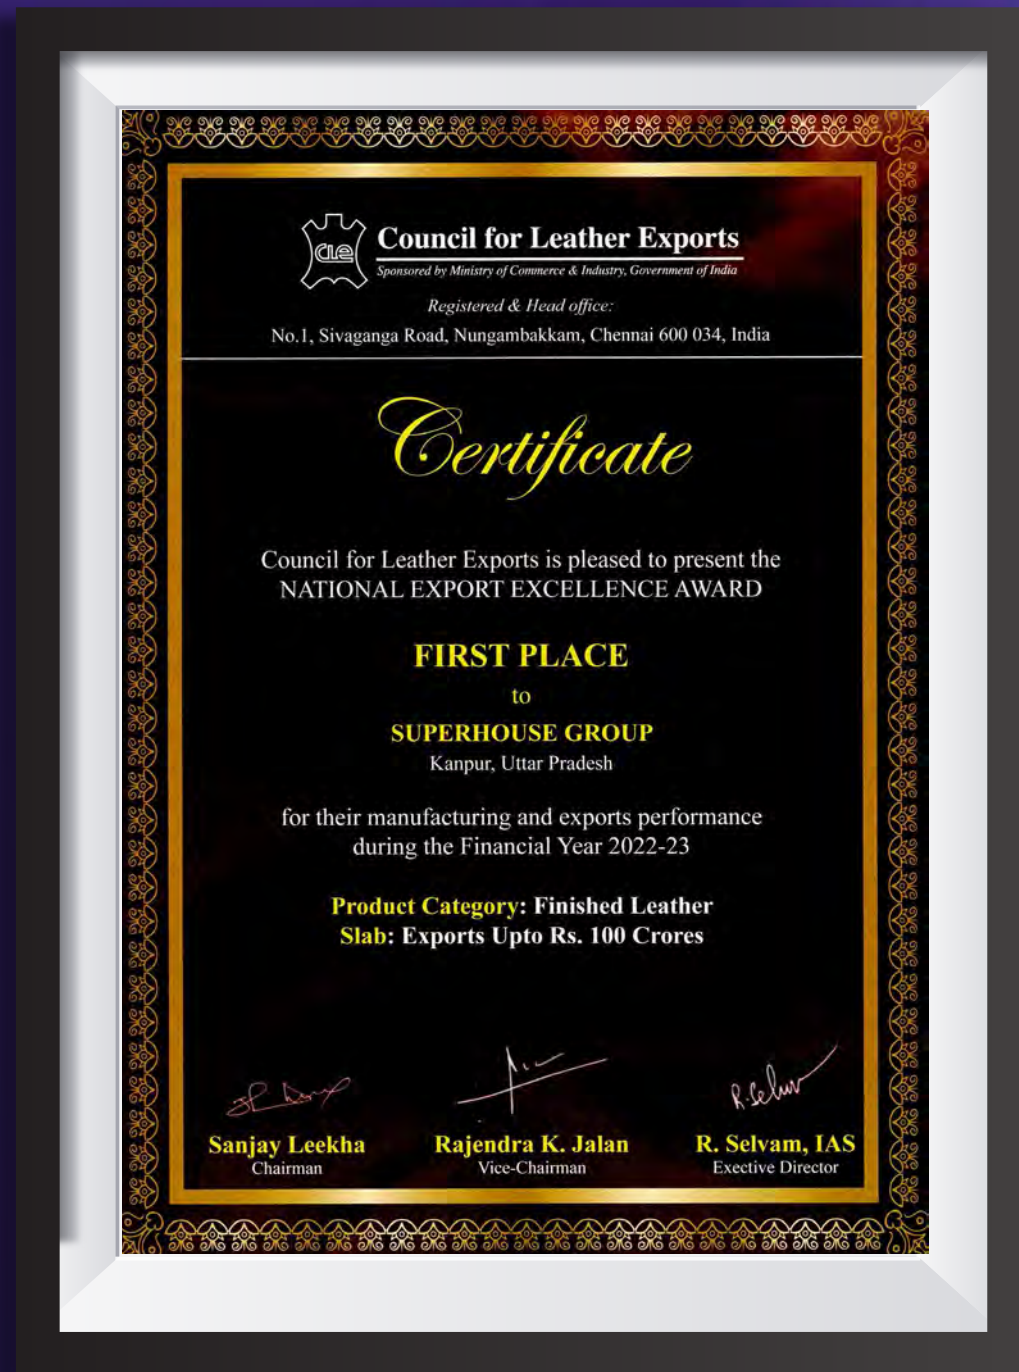 CLE
Council for Leather Exports
Sponsored by Ministry of Commerce & Industry, Government of India
Registered & Head office:
No.1, Sivaganga Road, Nungambakkam, Chennai 600 034, India
Certificate
Council for Leather Exports is pleased to present the
NATIONAL EXPORT EXCELLENCE AWARD
FIRST PLACE
to
SUPERHOUSE GROUP
Kanpur, Uttar Pradesh
for their manufacturing and exports performance
during the Financial Year 2022-23
Product Category: Finished Leather
Slab: Exports Upto Rs. 100 Crores
R. Selvam
Sanjay Leekha Rajendra K. Jalan R. Selvam, IAS
Chairman Vice-Chairman Exective Director